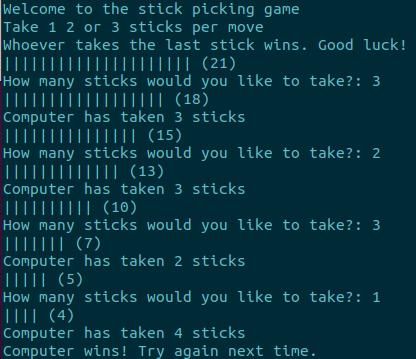 Welcome to the stick picking game
Take 1 2 or 3 sticks per move
Whoever takes the last stick wins. Good luck!
||||||||||||||||||||| (21)
How many sticks would you like to take?: 3
|||||||||||||||||| (18)
Computer has taken 3 sticks
||||||||||||||| (15)
How many sticks would you like to take?: 2
||||||||||||| (13)
Computer has taken 3 sticks
|||||||||| (10)
How many sticks would you like to take?: 3
||||||| (7)
Computer has taken 2 sticks
||||| (5)
How many sticks would you like to take?: 1
|||| (4)
Computer has taken 4 sticks
Computer wins! Try again next time.